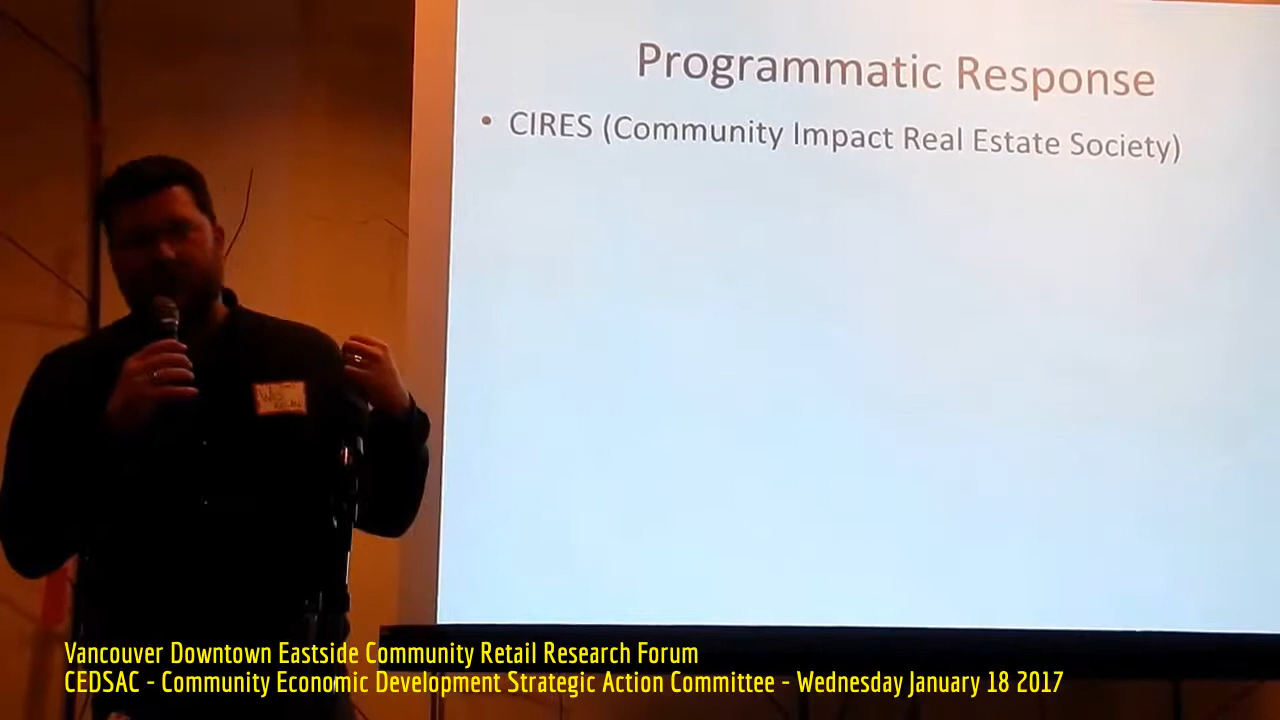 Programmatic Response
• CIRES (Community Impact Real Estate Society)
Wes
Vancouver Downtown Eastside Community Retail Research Forum
CEDSAC - Community Economic Development Strategic Action Committee - Wednesday January 18 2017